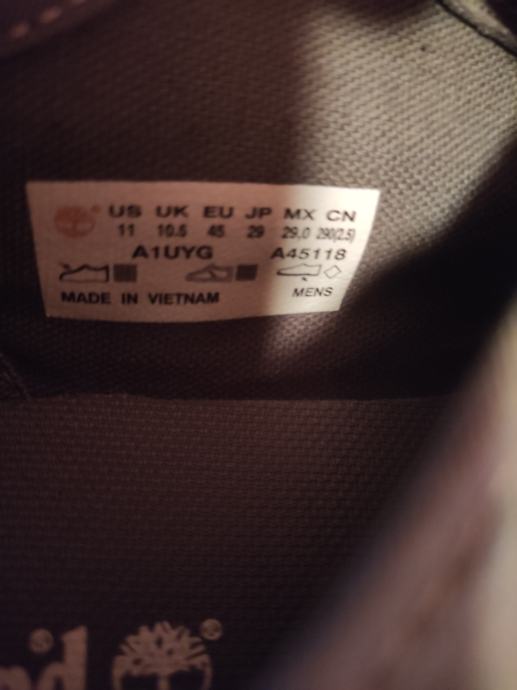 US UK EU JP MX CN
11 10.5 45 29 29.0 290(2.5)
A1UYG A45118
MADE IN VIETNAM MENS
nd